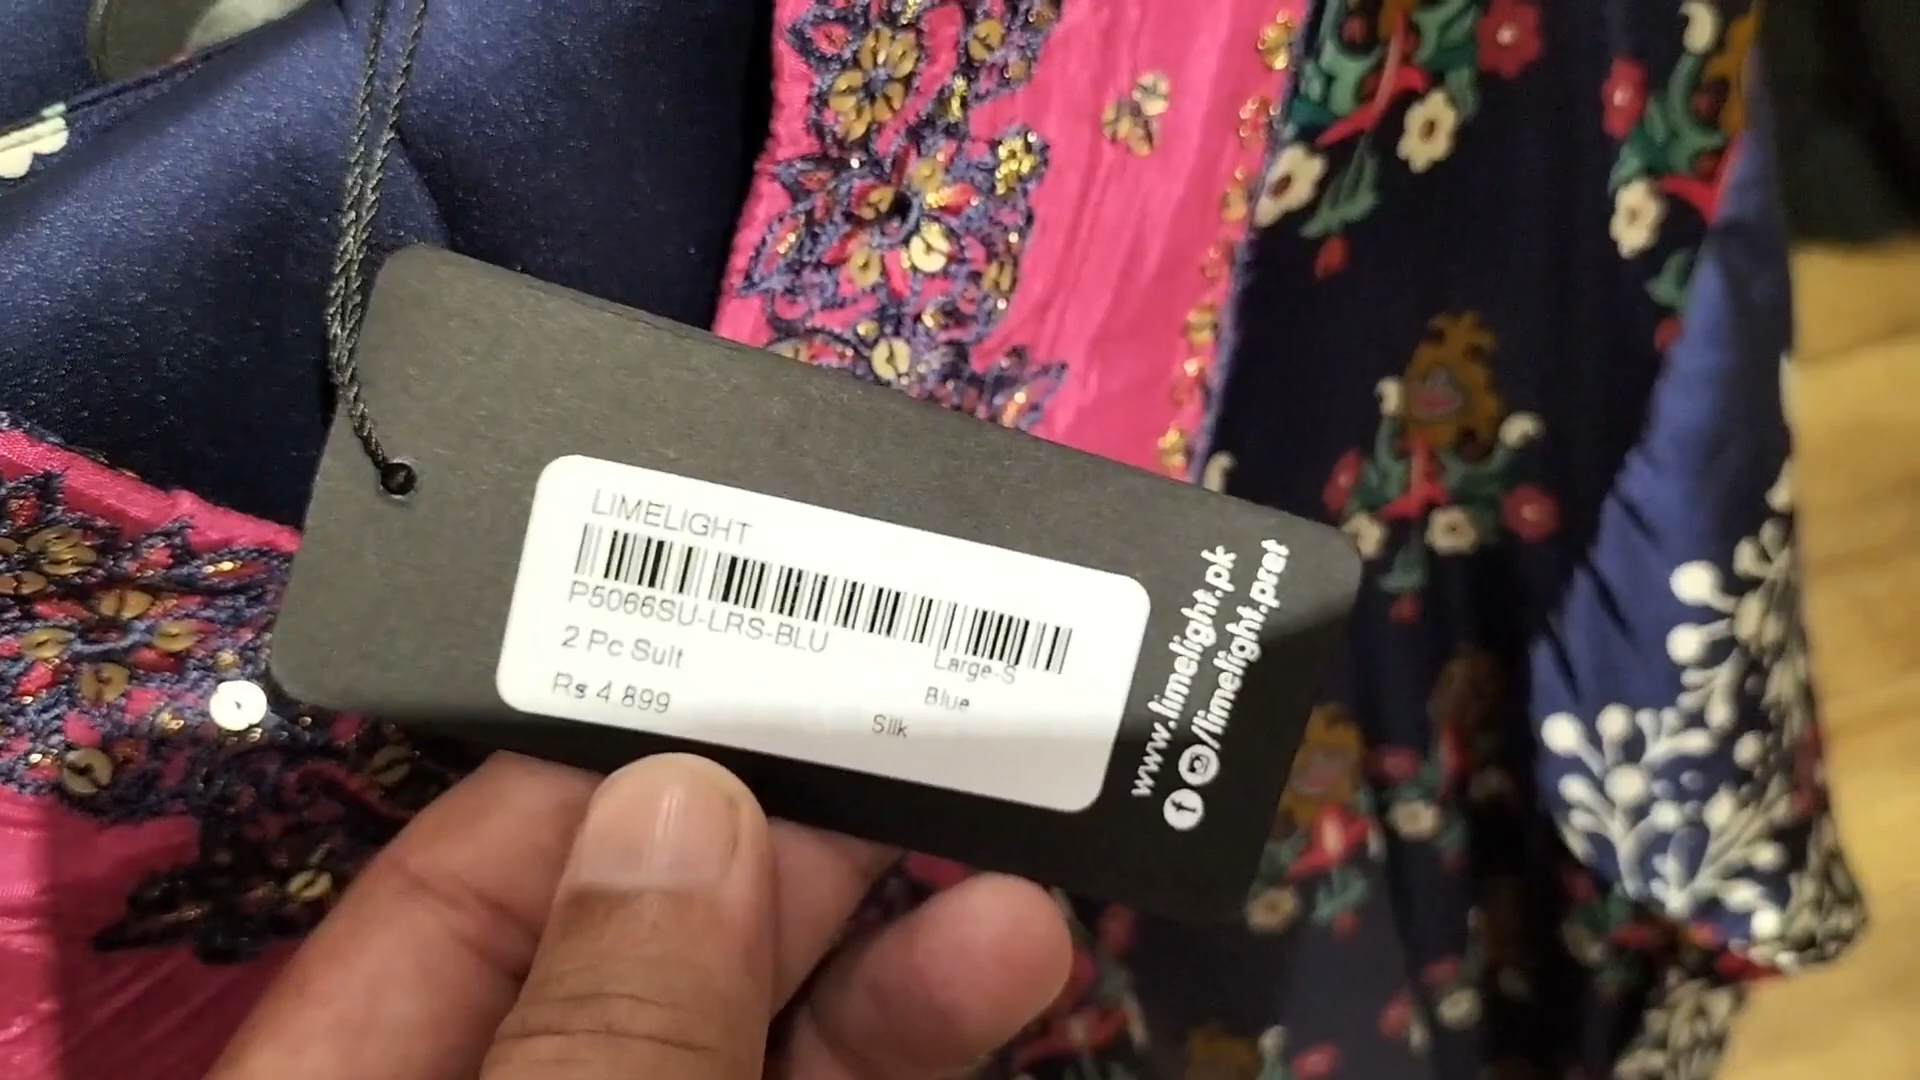 LIMELIGHT
P5066SU-LRS-BLU
2 Pc Suit
Large-S
Rs 4 899
Blue
Silk
www.limelight.pk
/limelight.pret